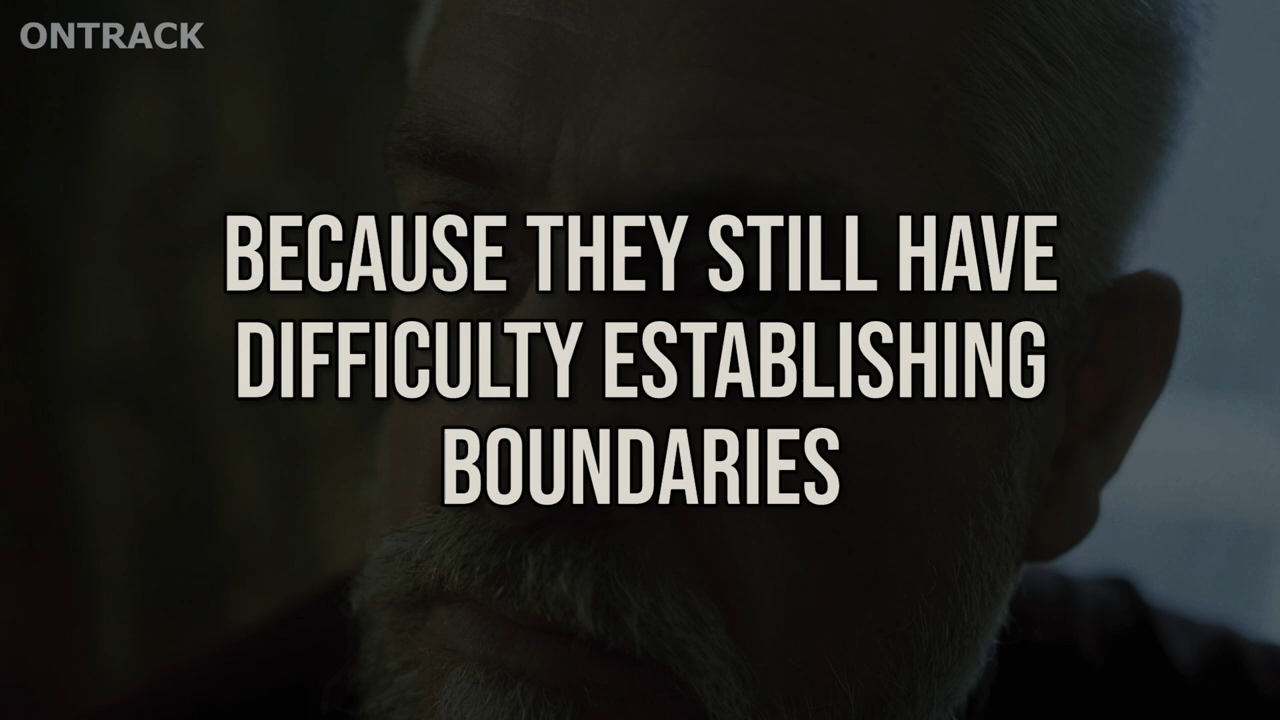 ONTRACK
BECAUSE THEY STILL HAVE
DIFFICULTY ESTABLISHING
BOUNDARIES